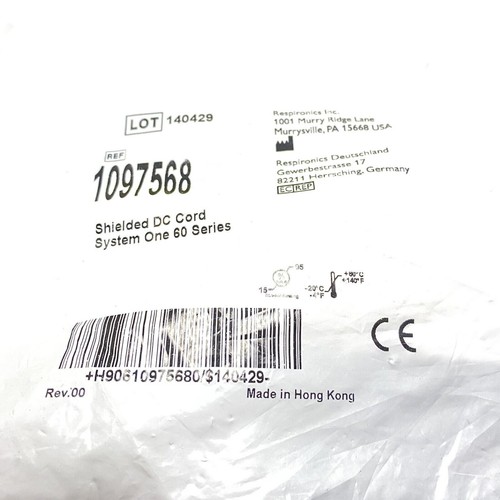 LOT 140429
REF
1097568
Shielded DC Cord
System One 60 Series
Respironics Inc.
1001 Murry Ridge Lane
Murrysville, PA 15668 USA
Respironics Deutschland
Gewerbestrasse 17
82211 Herrsching, Germany
EC REP
95
15
+60°C
+140°F
-20°C
-4°F
CE
+H90610975680/$140429-
Rev.00
Made in Hong Kong